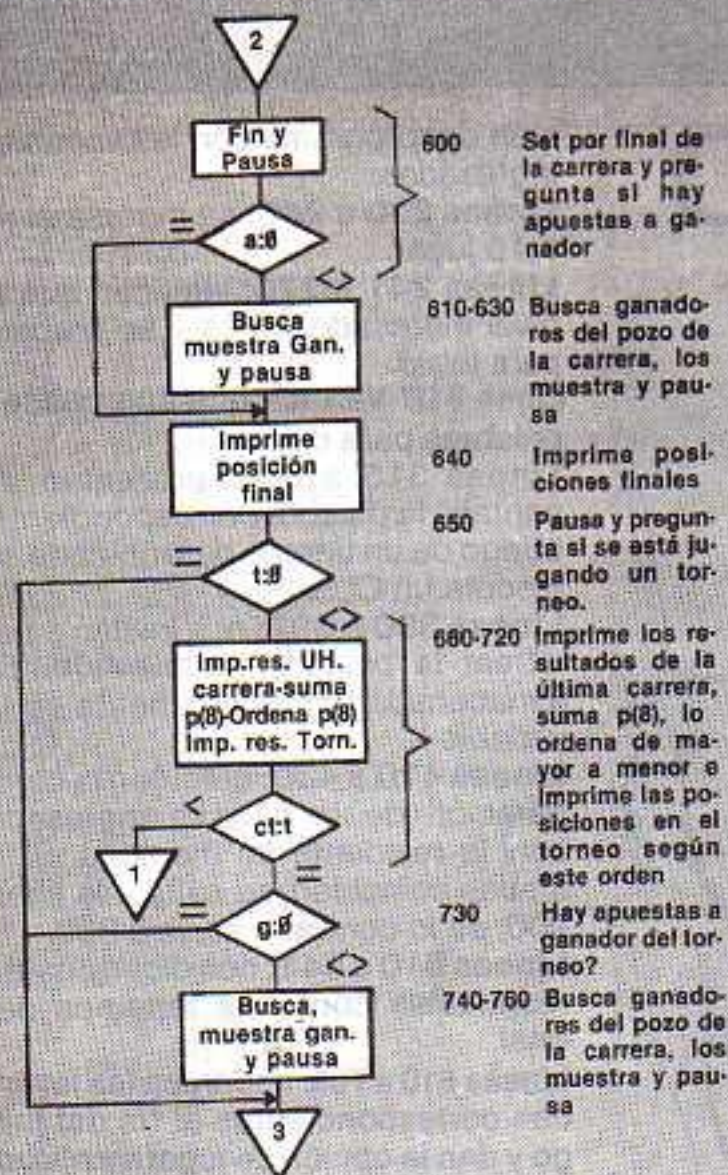 2
Fin y
Pausa
=
a:0
<>
600 Set por final de
la carrera y pre-
gunta si hay
apuestas a ga-
nador
Busca
muestra Gan.
y pausa
610-630 Busca ganado-
res del pozo de
la carrera, los
muestra y pau-
sa
Imprime
posición
final
640 Imprime posi-
ciones finales
=
t:0
<>
650 Pausa y pregun-
ta si se está ju-
gando un tor-
neo.
Imp.res. Ult.
carrera-suma
p(8)-Ordena p(8)
Imp. res. Torn.
<
ct:t
=
1
660-720 Imprime los re-
sultados de la
última carrera,
suma p(8), lo
ordena de ma-
yor a menor e
imprime las po-
siciones en el
torneo según
este orden
=
g:0
<>
730 Hay apuestas a
ganador del tor-
neo?
Busca,
muestra gan.
y pausa
740-760 Busca ganado-
res del pozo de
la carrera, los
muestra y pau-
sa
3